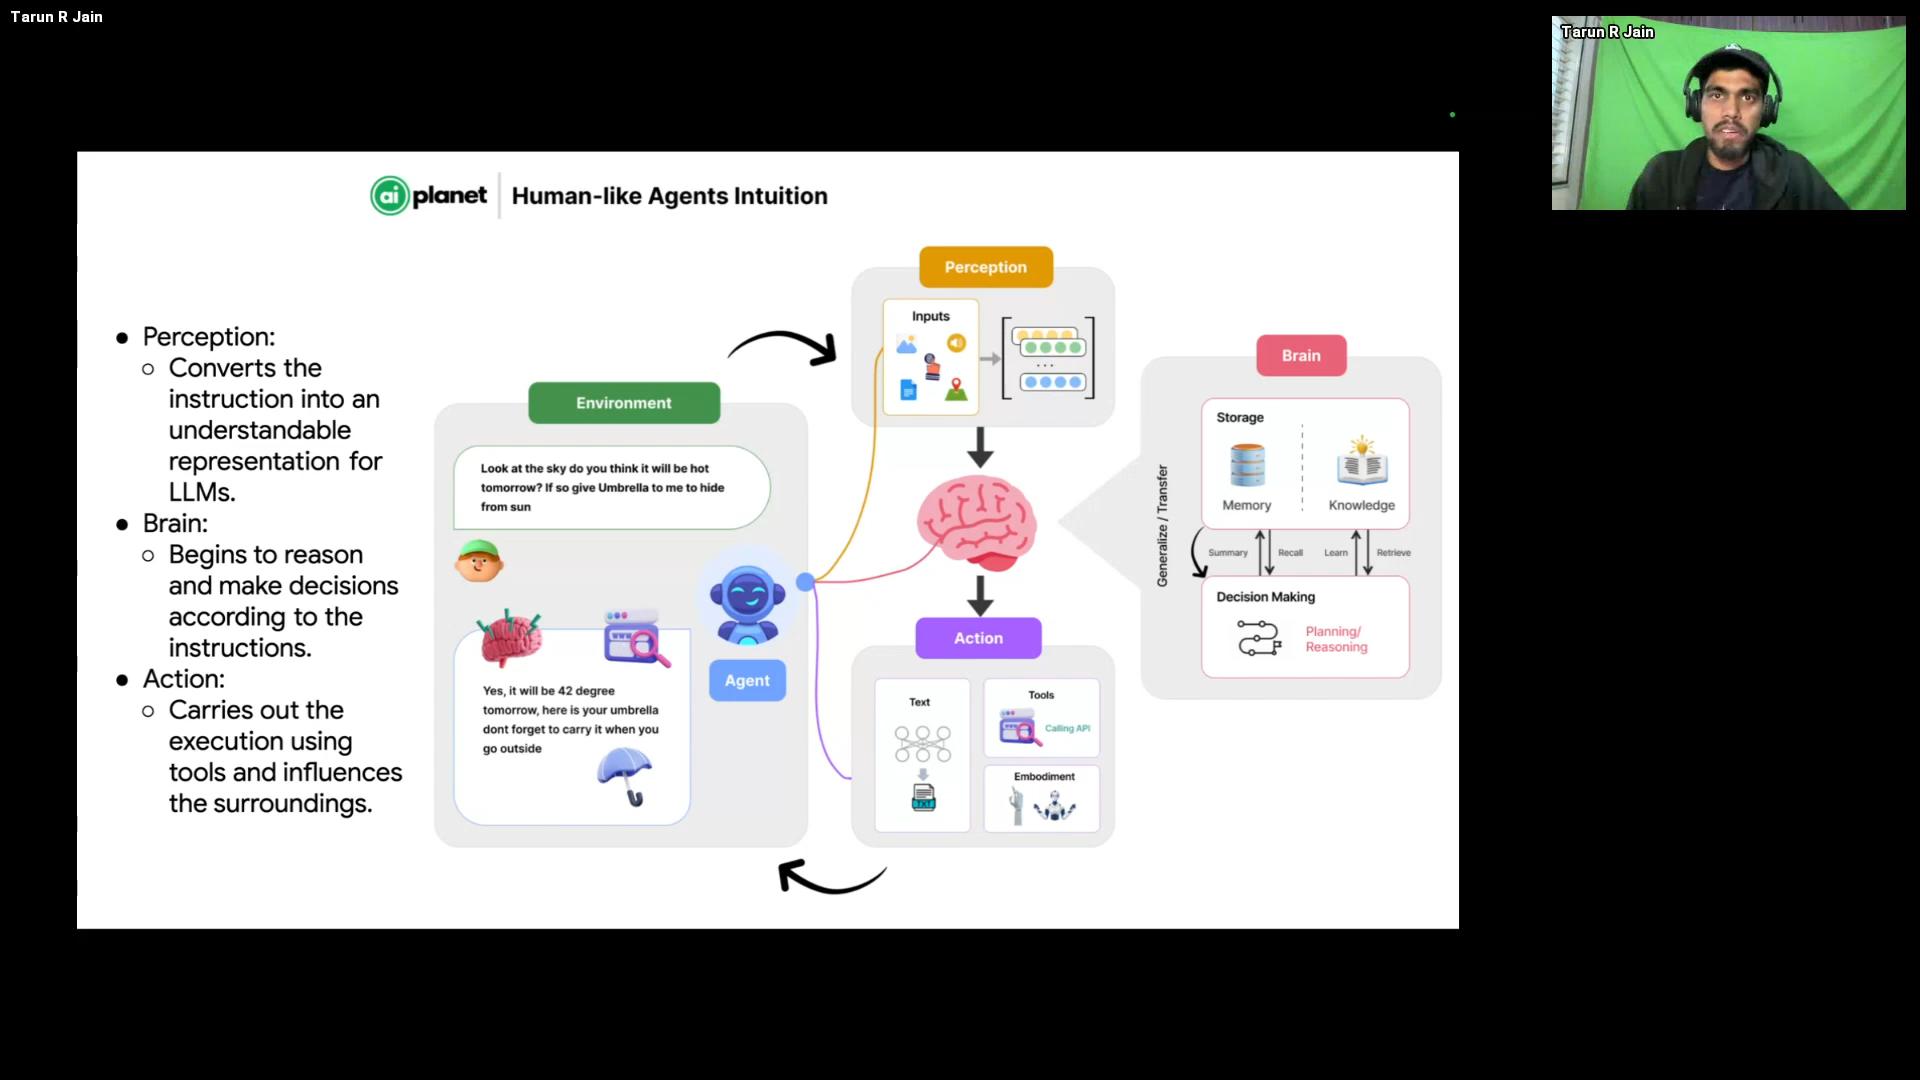 Tarun R Jain
Tarun R Jain
ai planet
Human-like Agents Intuition
● Perception:
○ Converts the
instruction into an
understandable
representation for
LLMs.
● Brain:
○ Begins to reason
and make decisions
according to the
instructions.
● Action:
○ Carries out the
execution using
tools and influences
the surroundings.
Environment
Look at the sky do you think it will be hot
tomorrow? If so give Umbrella to me to hide
from sun
Yes, it will be 42 degree
tomorrow, here is your umbrella
dont forget to carry it when you
go outside
Agent
Perception
Inputs
...
Action
Text
TXT
Tools
Calling API
Embodiment
Brain
Generalize / Transfer
Storage
Memory
Knowledge
Summary
Recall
Learn
Retrieve
Decision Making
Planning/
Reasoning